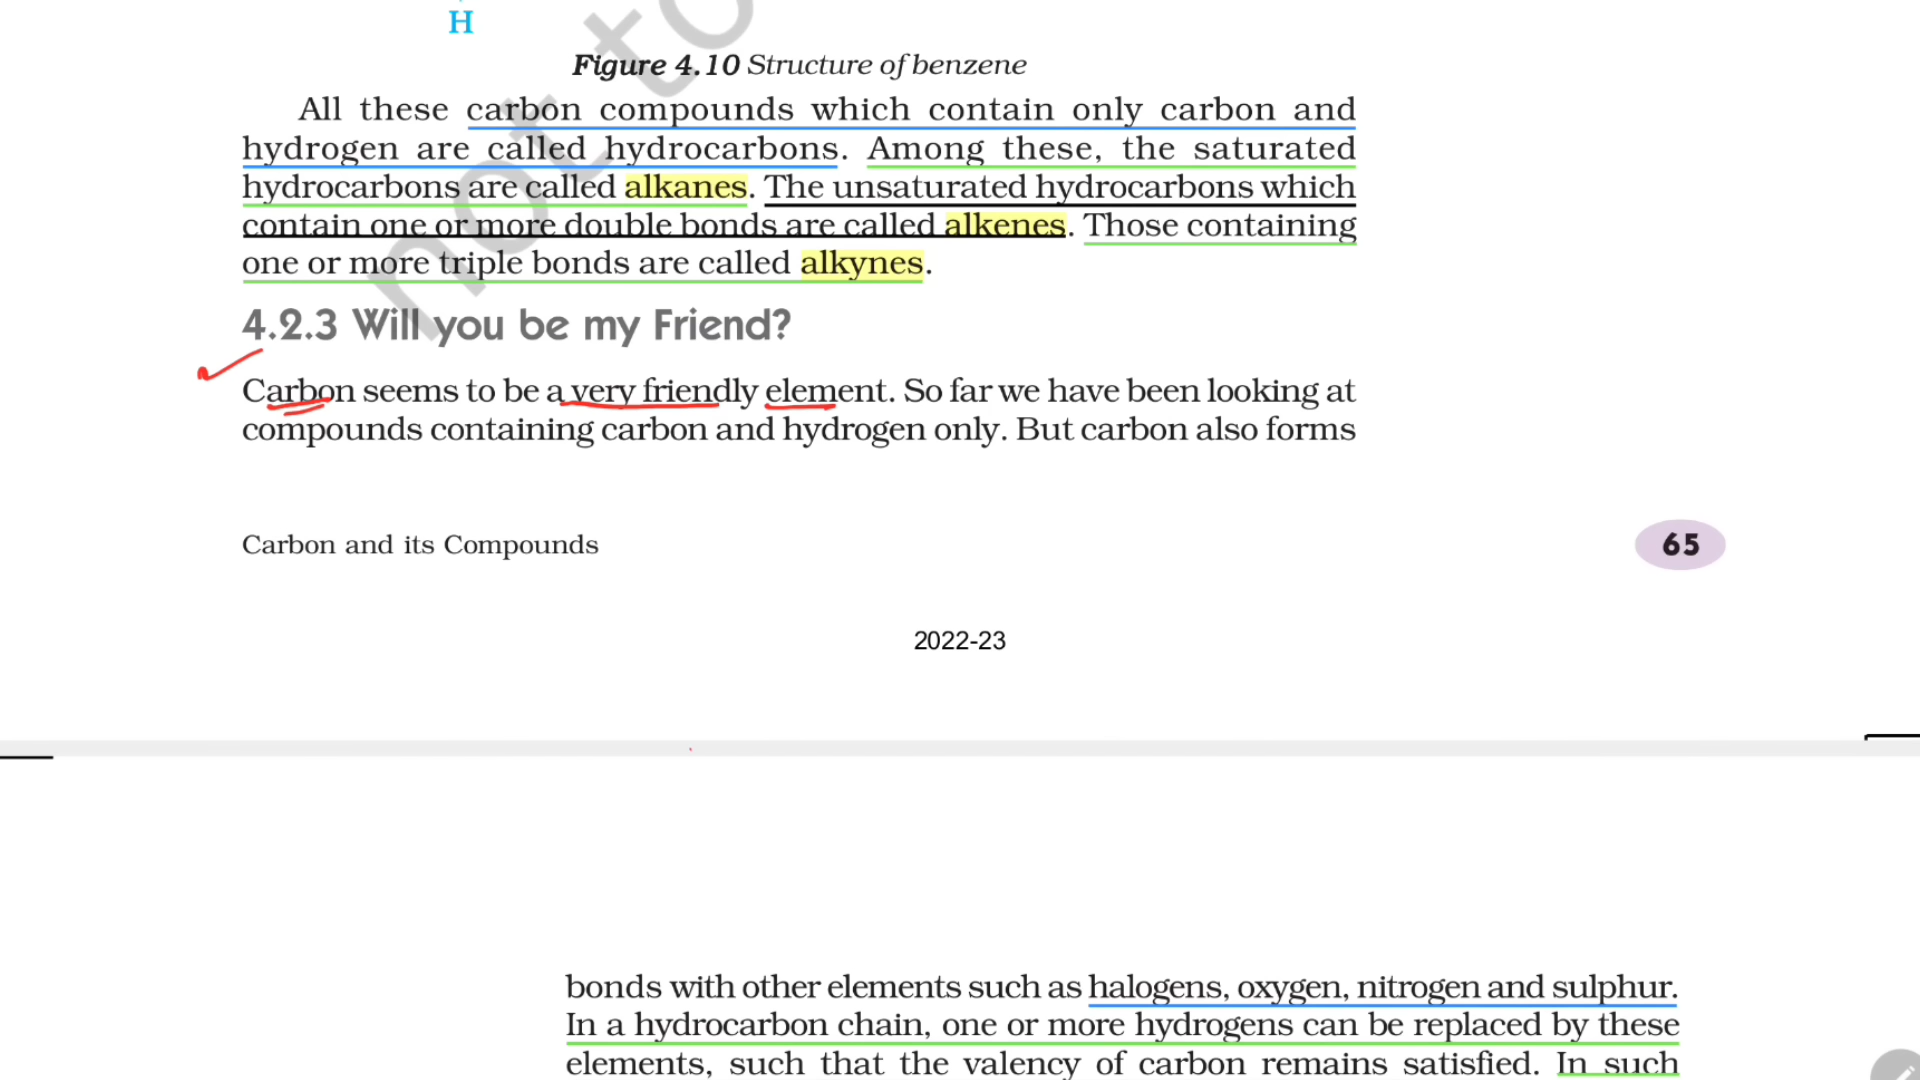 H
Figure 4.10 Structure of benzene
All these carbon compounds which contain only carbon and
hydrogen are called hydrocarbons. Among these, the saturated
hydrocarbons are called alkanes. The unsaturated hydrocarbons which
contain one or more double bonds are called alkenes. Those containing
one or more triple bonds are called alkynes.
not to
4.2.3 Will you be my Friend?
Carbon seems to be a very friendly element. So far we have been looking at
compounds containing carbon and hydrogen only. But carbon also forms
Carbon and its Compounds
65
2022-23
bonds with other elements such as halogens, oxygen, nitrogen and sulphur.
In a hydrocarbon chain, one or more hydrogens can be replaced by these
elements, such that the valency of carbon remains satisfied. In such